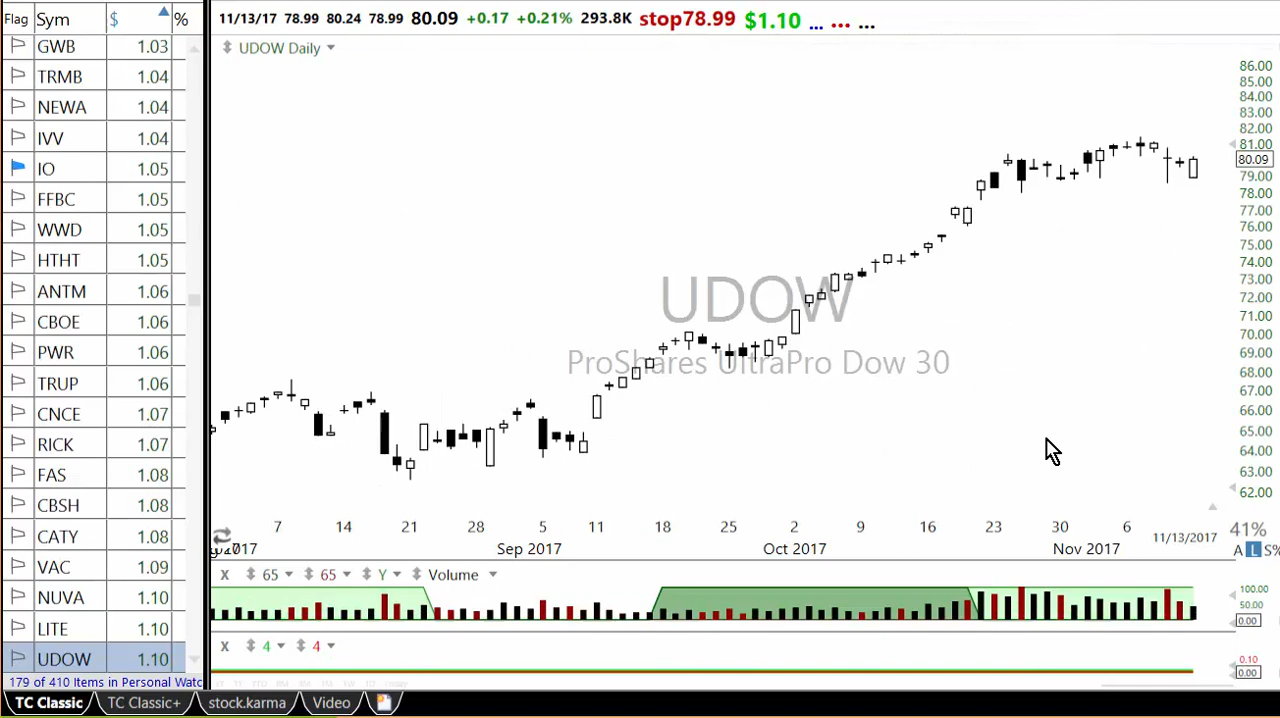 Flag Sym $ %
GWB 1.03
TRMB 1.04
NEWA 1.04
IVV 1.04
IO 1.05
FFBC 1.05
WWD 1.05
HTHT 1.05
ANTM 1.06
CBOE 1.06
PWR 1.06
TRUP 1.06
CNCE 1.07
RICK 1.07
FAS 1.08
CBSH 1.08
CATY 1.08
VAC 1.09
NUVA 1.10
LITE 1.10
UDOW 1.10
179 of 410 Items in Personal Watc
11/13/17 78.99 80.24 78.99 80.09 +0.17 +0.21% 293.8K stop78.99 $1.10 ... ... ...
UDOW Daily
UDOW
ProShares UltraPro Dow 30
86.00
85.00
84.00
83.00
82.00
81.00
80.09
79.00
78.00
77.00
76.00
75.00
74.00
73.00
72.00
71.00
70.00
69.00
68.00
67.00
66.00
65.00
64.00
63.00
62.00
7 14 21 28 5 11 18 25 2 9 16 23 30 6 11/13/2017
2017 Sep 2017 Oct 2017 Nov 2017
41%
A L S%
X 65 65 Y Volume
100.00
50.00
0.00
X 4 4
0.10
0.00
TC Classic TC Classic+ stock.karma Video